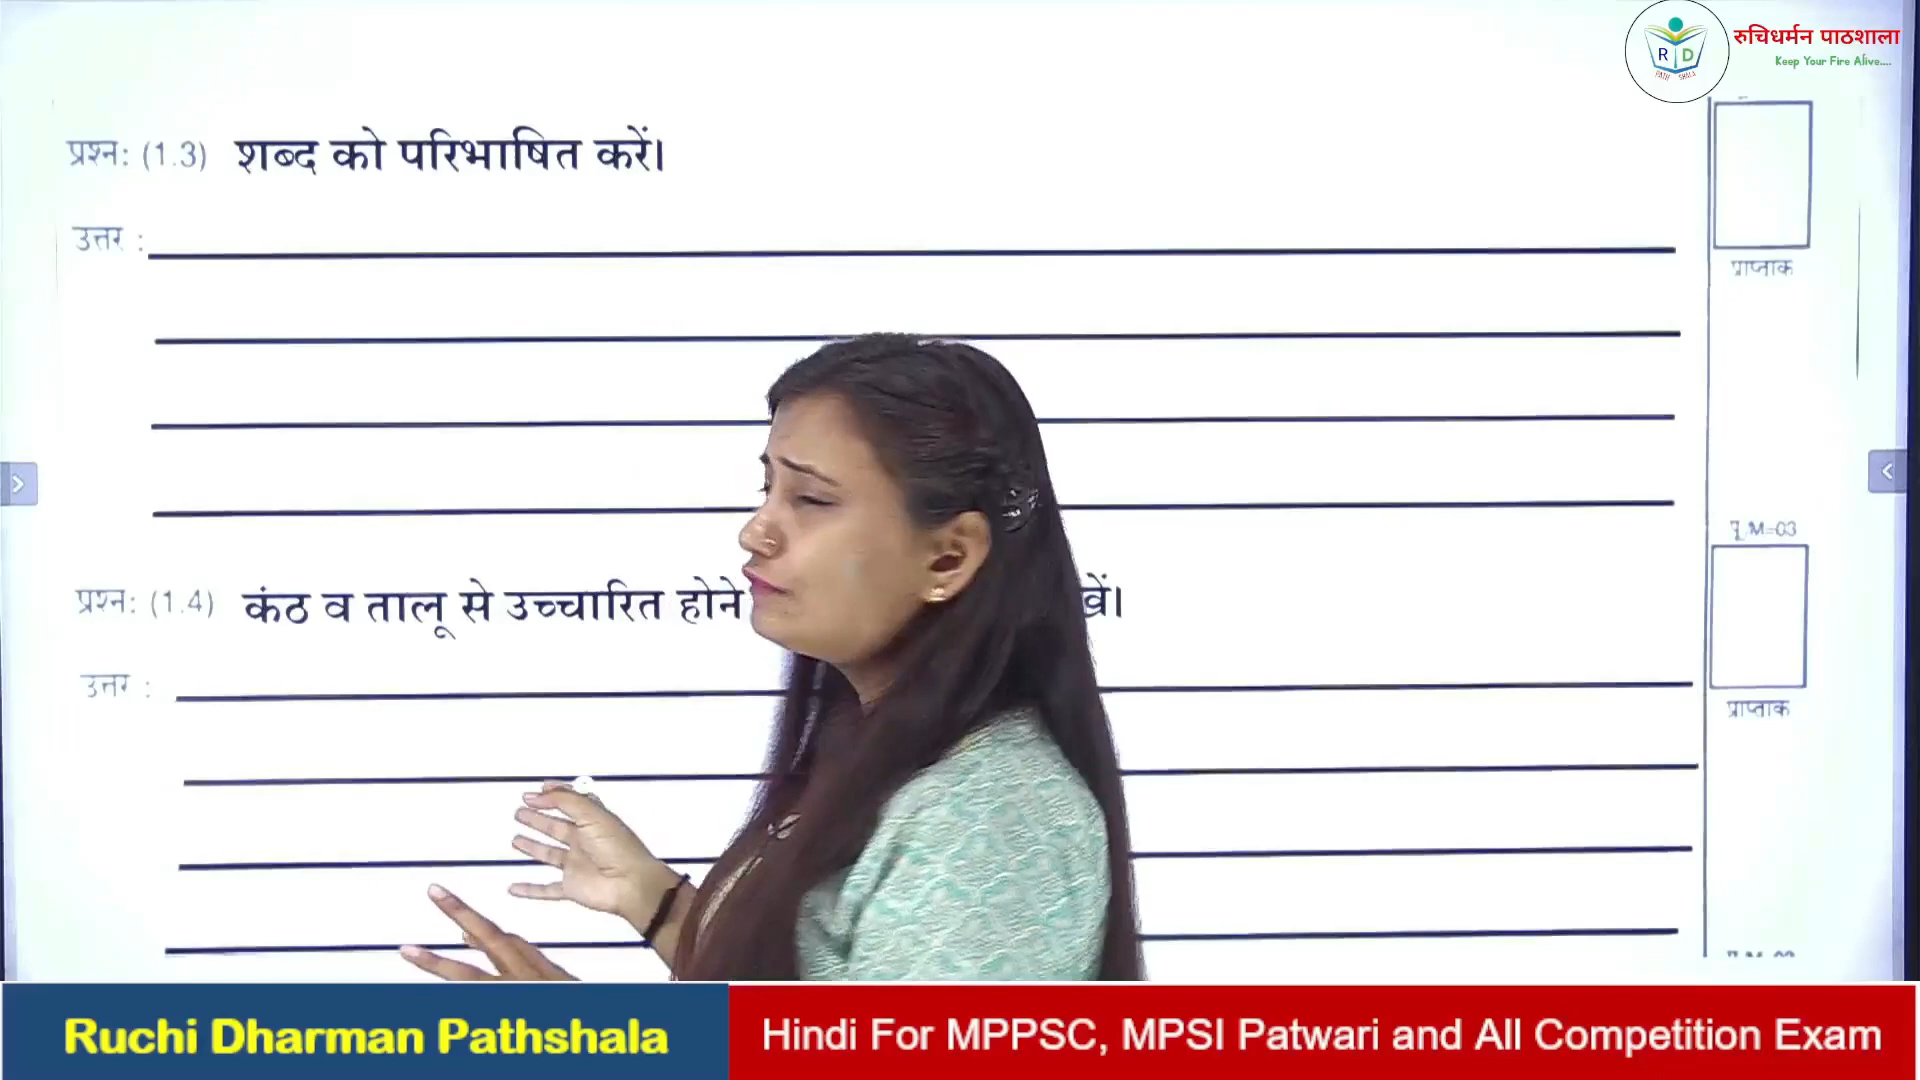 रुचिधर्मन पाठशाला
Keep Your Fire Alive....
R D
प्रश्न: (1.3) शब्द को परिभाषित करें।
उत्तर :
प्राप्ताक
पू.M=03
प्रश्न: (1.4) कंठ व तालू से उच्चारित होने
उत्तर :
प्राप्ताक
Ruchi Dharman Pathshala
Hindi For MPPSC, MPSI Patwari and All Competition Exam